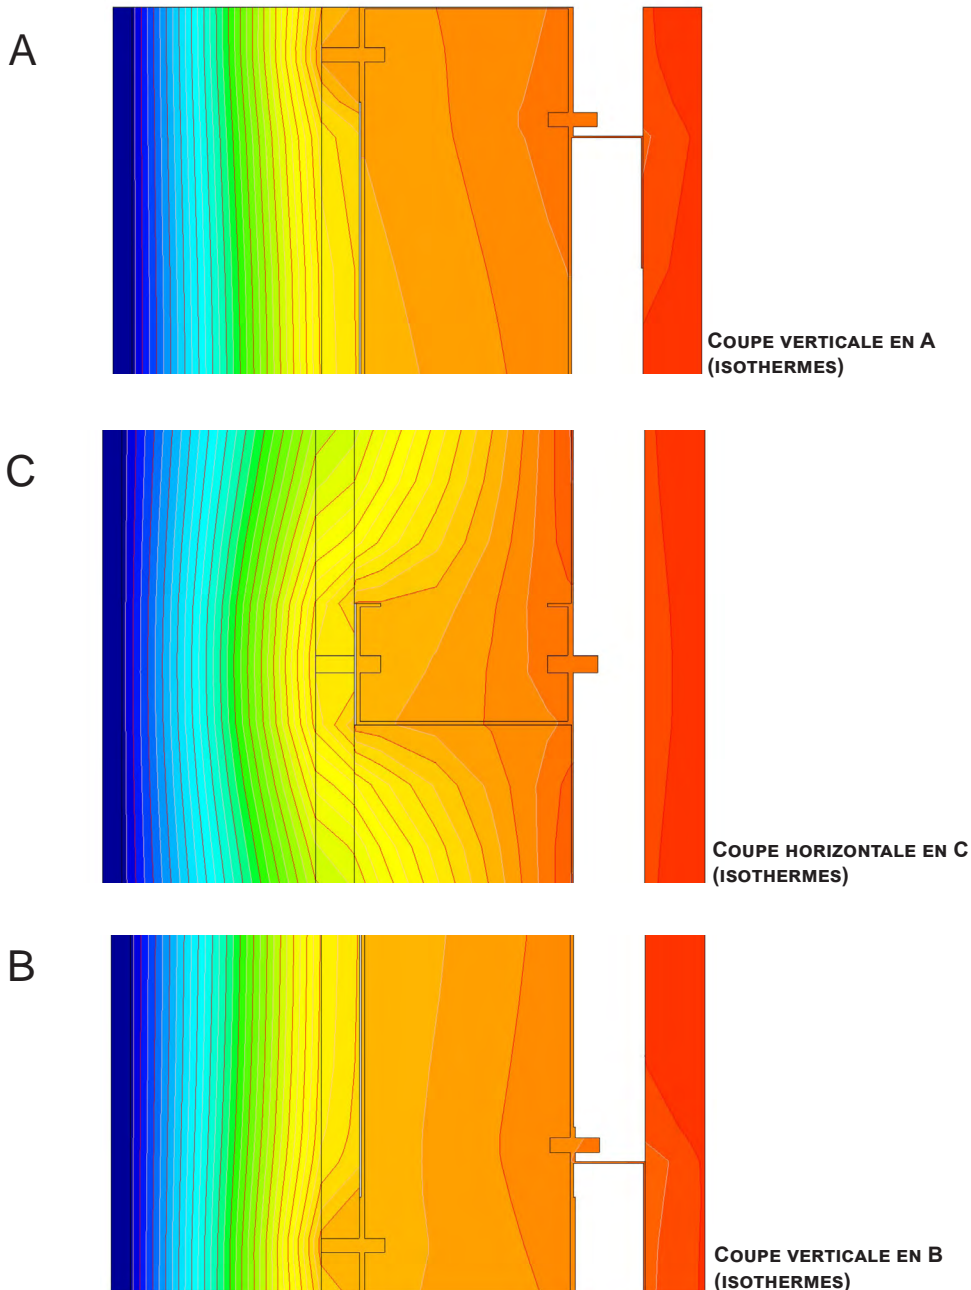 A
COUPE VERTICALE EN A
(ISOTHERMES)
C
COUPE HORIZONTALE EN C
(ISOTHERMES)
B
COUPE VERTICALE EN B
(ISOTHERMES)